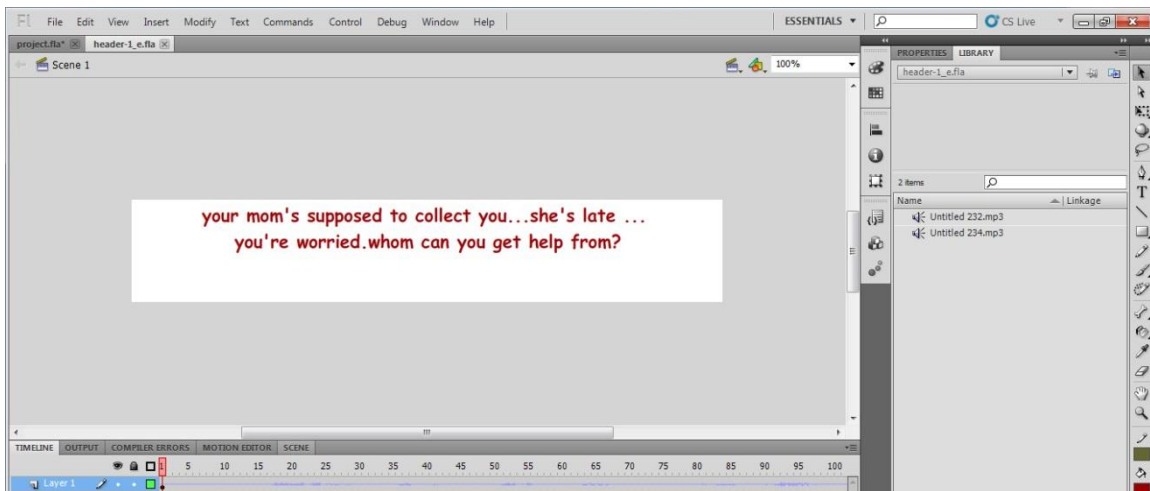 Fl File Edit View Insert Modify Text Commands Control Debug Window Help ESSENTIALS CS Live
project.fla* header-1_e.fla
Scene 1 100%
PROPERTIES LIBRARY
header-1_e.fla
2 items
Name Linkage
Untitled 232.mp3
Untitled 234.mp3
your mom's supposed to collect you...she's late ...
you're worried.whom can you get help from?
TIMELINE OUTPUT COMPILER ERRORS MOTION EDITOR SCENE
1 5 10 15 20 25 30 35 40 45 50 55 60 65 70 75 80 85 90 95 100
Layer 1